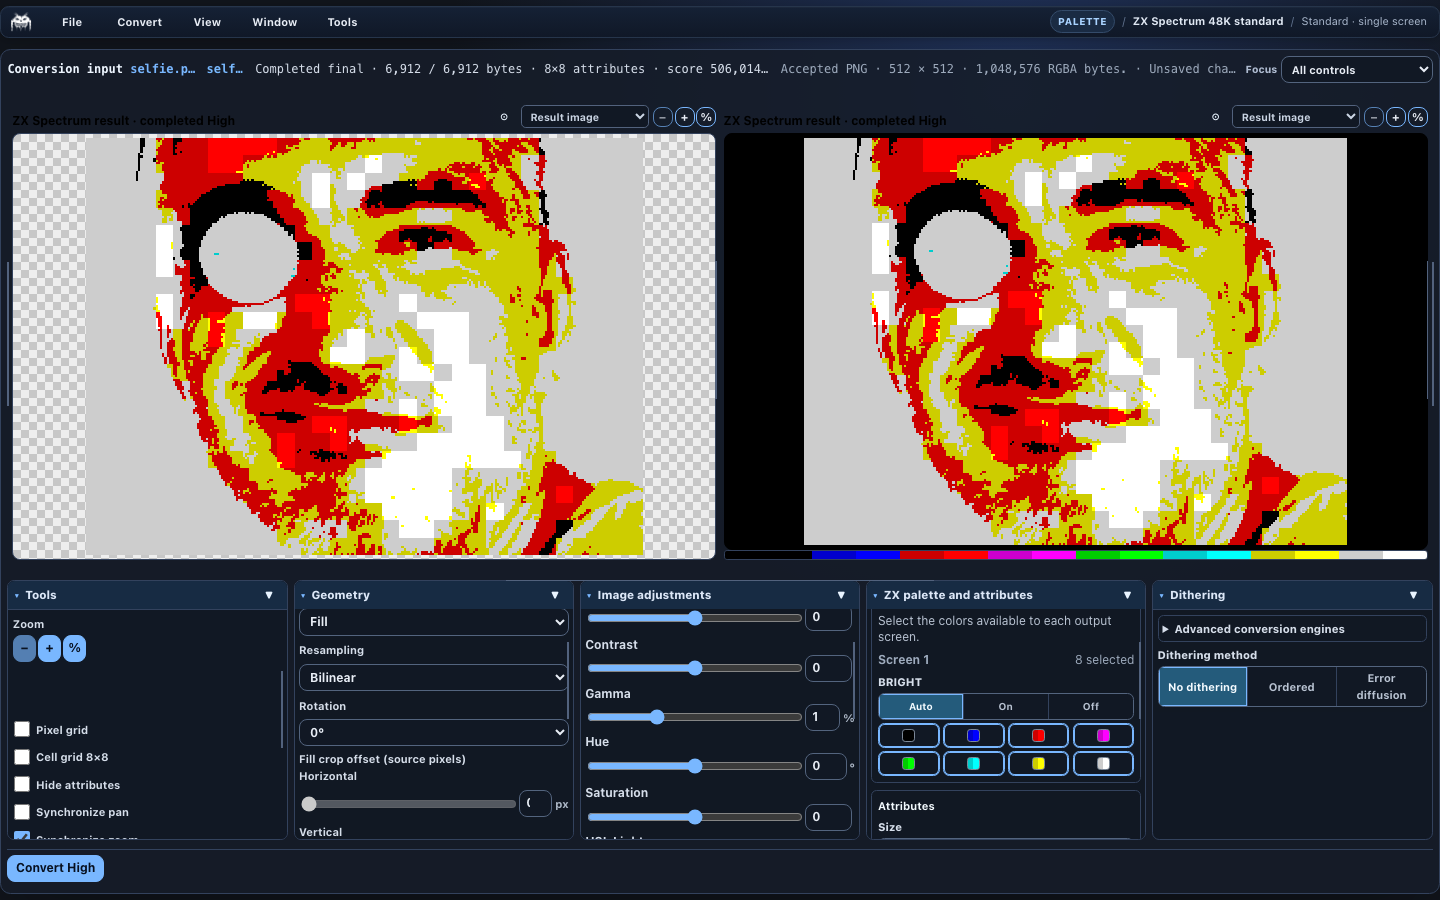 File Convert View Window Tools PALETTE / ZX Spectrum 48K standard / Standard · single screen
Conversion input selfie.p… self… Completed final · 6,912 / 6,912 bytes · 8×8 attributes · score 506,014… Accepted PNG · 512 × 512 · 1,048,576 RGBA bytes. · Unsaved cha… Focus All controls
ZX Spectrum result · completed High Result image − + %
ZX Spectrum result · completed High Result image − + %
Tools
Zoom
− + %
Pixel grid
Cell grid 8×8
Hide attributes
Synchronize pan
Synchronize zoom
Geometry
Fill
Resampling
Bilinear
Rotation
0°
Fill crop offset (source pixels)
Horizontal
px
Vertical
Image adjustments
0
Contrast
0
Gamma
1 %
Hue
0 °
Saturation
0
ZX palette and attributes
Select the colors available to each output
screen.
Screen 1 8 selected
BRIGHT
Auto On Off
Attributes
Size
Dithering
Advanced conversion engines
Dithering method
No dithering Ordered Error diffusion
Convert High